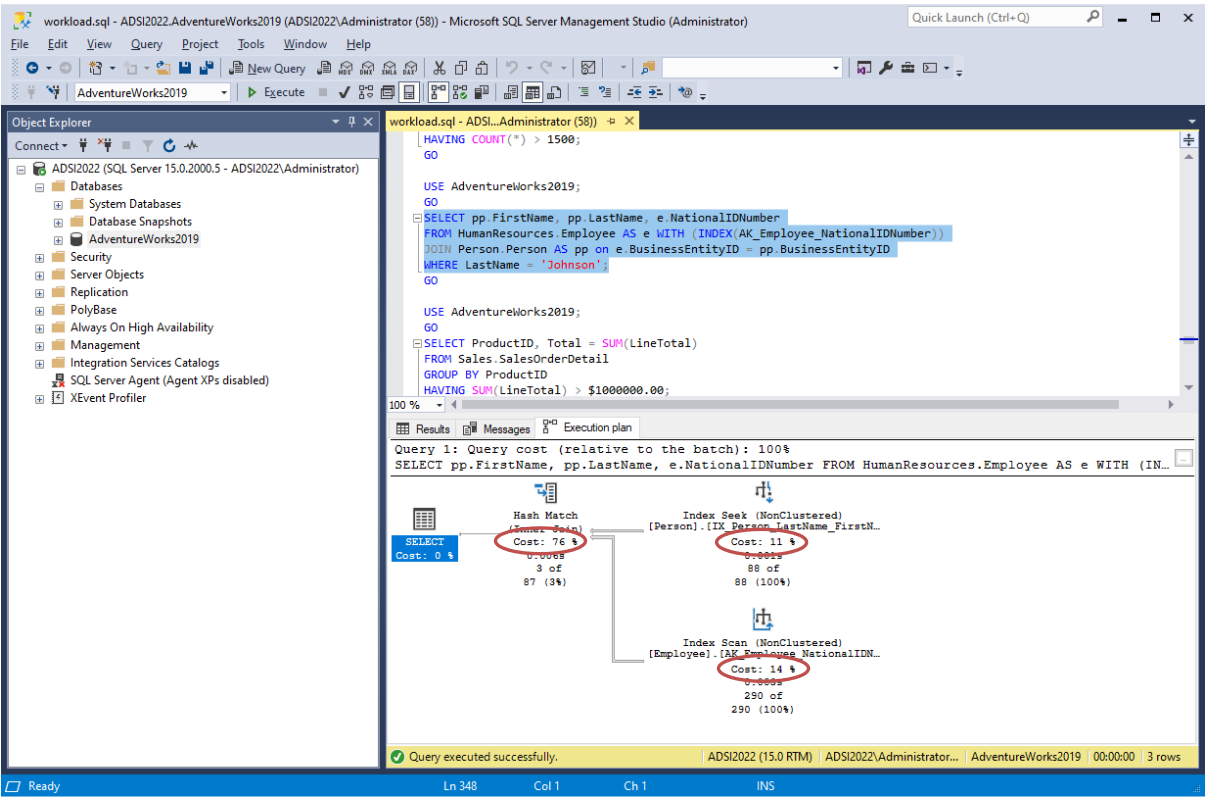 workload.sql - ADSI2022.AdventureWorks2019 (ADSI2022\Administrator (58)) - Microsoft SQL Server Management Studio (Administrator)
Quick Launch (Ctrl+Q)
File Edit View Query Project Tools Window Help
New Query
MDX DMX XMLA DAX
AdventureWorks2019
Execute
Object Explorer
Connect
ADSI2022 (SQL Server 15.0.2000.5 - ADSI2022\Administrator)
Databases
System Databases
Database Snapshots
AdventureWorks2019
Security
Server Objects
Replication
PolyBase
Always On High Availability
Management
Integration Services Catalogs
SQL Server Agent (Agent XPs disabled)
XEvent Profiler
workload.sql - ADSI...Administrator (58))
HAVING COUNT(*) > 1500;
GO
USE AdventureWorks2019;
GO
SELECT pp.FirstName, pp.LastName, e.NationalIDNumber
FROM HumanResources.Employee AS e WITH (INDEX(AK_Employee_NationalIDNumber))
JOIN Person.Person AS pp on e.BusinessEntityID = pp.BusinessEntityID
WHERE LastName = 'Johnson';
GO
USE AdventureWorks2019;
GO
SELECT ProductID, Total = SUM(LineTotal)
FROM Sales.SalesOrderDetail
GROUP BY ProductID
HAVING SUM(LineTotal) > $1000000.00;
100 %
Results Messages Execution plan
Query 1: Query cost (relative to the batch): 100%
SELECT pp.FirstName, pp.LastName, e.NationalIDNumber FROM HumanResources.Employee AS e WITH (IN...
SELECT
Cost: 0 %
Hash Match
(Inner Join)
Cost: 76 %
0.006s
3 of
87 (3%)
Index Seek (NonClustered)
[Person].[IX_Person_LastName_FirstN...
Cost: 11 %
0.001s
88 of
88 (100%)
Index Scan (NonClustered)
[Employee].[AK_Employee_NationalIDN...
Cost: 14 %
290 of
290 (100%)
Query executed successfully.
ADSI2022 (15.0 RTM) ADSI2022\Administrator... AdventureWorks2019 00:00:00 3 rows
Ready Ln 348 Col 1 Ch 1 INS